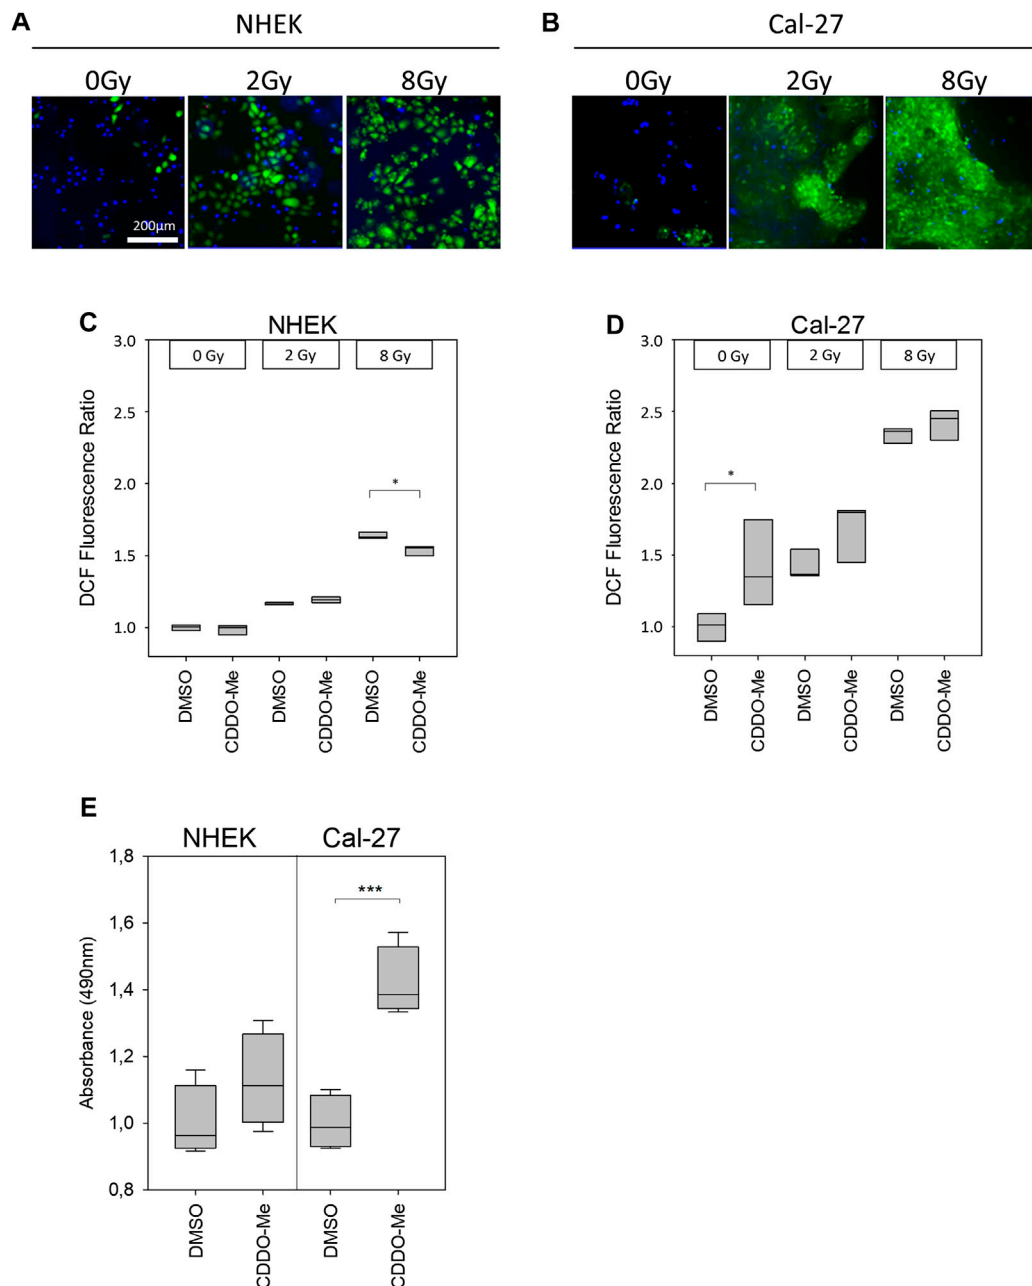 A
NHEK
0Gy 2Gy 8Gy
200µm
B
Cal-27
0Gy 2Gy 8Gy
C
NHEK
DCF Fluorescence Ratio
3.0
2.5
2.0
1.5
1.0
0 Gy 2 Gy 8 Gy
*
DMSO
CDDO-Me
DMSO
CDDO-Me
DMSO
CDDO-Me
D
Cal-27
DCF Fluorescence Ratio
3.0
2.5
2.0
1.5
1.0
0 Gy 2 Gy 8 Gy
*
DMSO
CDDO-Me
DMSO
CDDO-Me
DMSO
CDDO-Me
E
NHEK Cal-27
Absorbance (490nm)
1,8
1,6
1,4
1,2
1,0
0,8
***
DMSO
CDDO-Me
DMSO
CDDO-Me